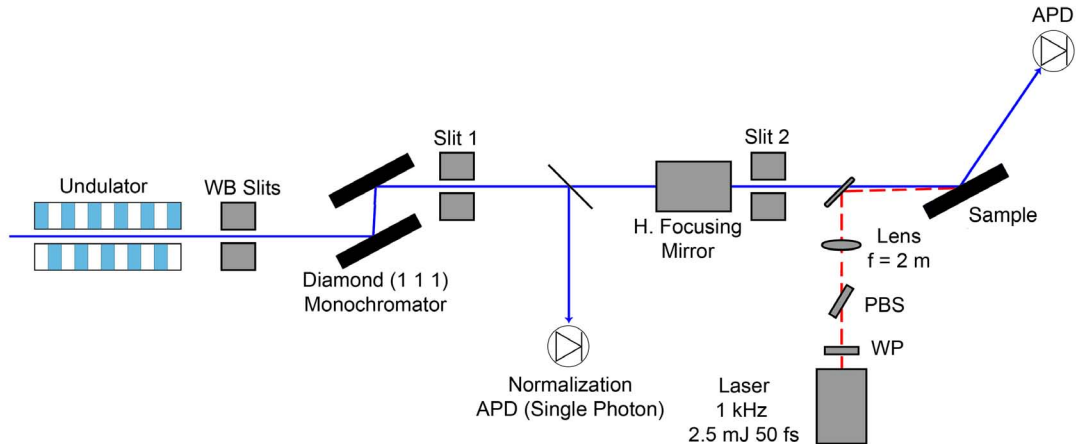 APD
Slit 1
Slit 2
Undulator
WB Slits
Sample
H. Focusing
Mirror
Lens
f = 2 m
Diamond (1 1 1)
Monochromator
PBS
WP
Normalization
APD (Single Photon)
Laser
1 kHz
2.5 mJ 50 fs